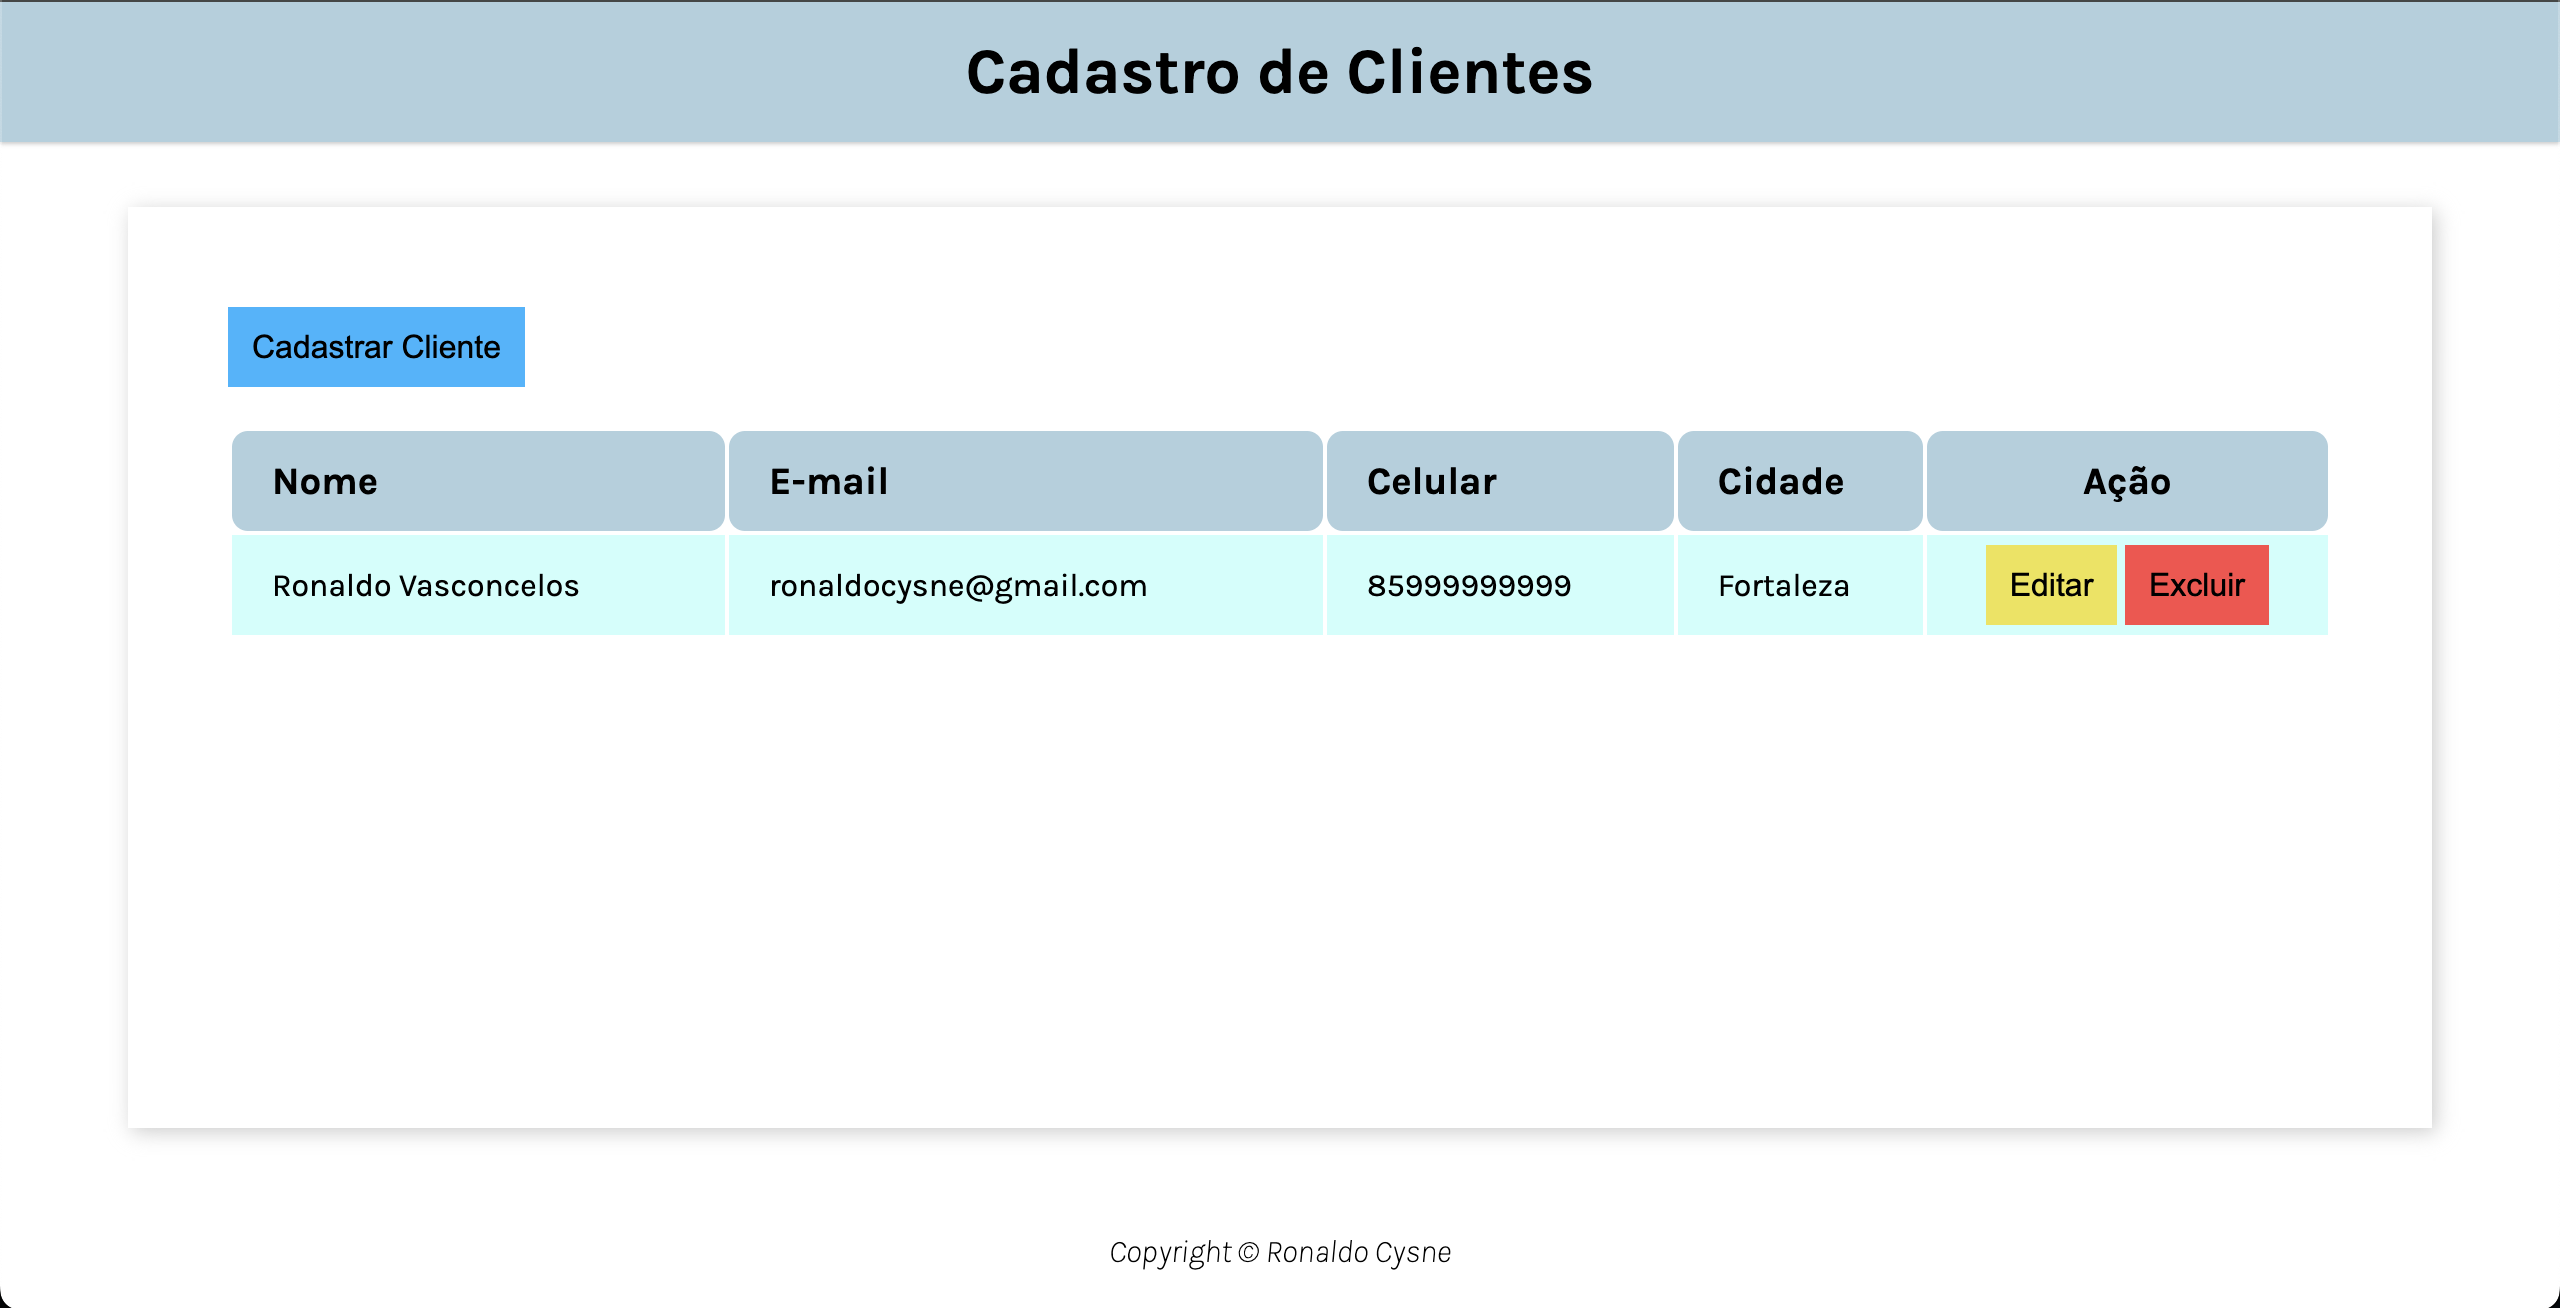 Cadastro de Clientes
Cadastrar Cliente
Nome E-mail Celular Cidade Ação
Ronaldo Vasconcelos ronaldocysne@gmail.com 85999999999 Fortaleza Editar Excluir
Copyright © Ronaldo Cysne